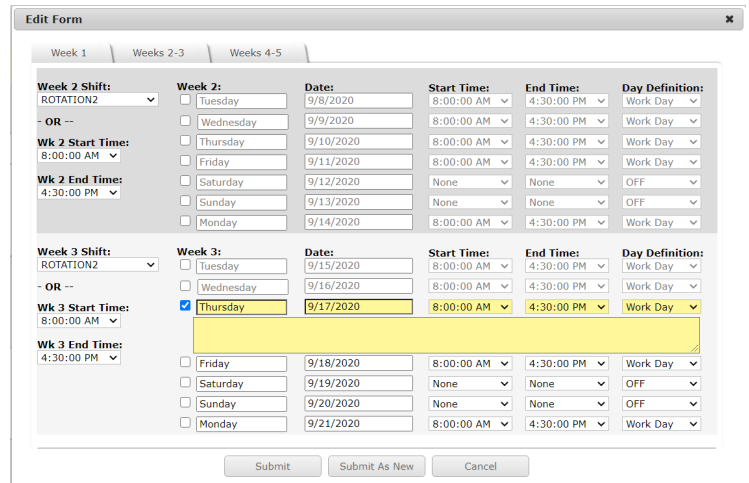 Edit Form
Week 1 Weeks 2-3 Weeks 4-5
Week 2 Shift: Week 2: Date: Start Time: End Time: Day Definition:
ROTATION2 Tuesday 9/8/2020 8:00:00 AM 4:30:00 PM Work Day
- OR -- Wednesday 9/9/2020 8:00:00 AM 4:30:00 PM Work Day
Wk 2 Start Time: Thursday 9/10/2020 8:00:00 AM 4:30:00 PM Work Day
8:00:00 AM Friday 9/11/2020 8:00:00 AM 4:30:00 PM Work Day
Wk 2 End Time: Saturday 9/12/2020 None None OFF
4:30:00 PM Sunday 9/13/2020 None None OFF
Monday 9/14/2020 8:00:00 AM 4:30:00 PM Work Day
Week 3 Shift: Week 3: Date: Start Time: End Time: Day Definition:
ROTATION2 Tuesday 9/15/2020 8:00:00 AM 4:30:00 PM Work Day
- OR -- Wednesday 9/16/2020 8:00:00 AM 4:30:00 PM Work Day
Wk 3 Start Time: Thursday 9/17/2020 8:00:00 AM 4:30:00 PM Work Day
8:00:00 AM
Wk 3 End Time:
4:30:00 PM Friday 9/18/2020 8:00:00 AM 4:30:00 PM Work Day
Saturday 9/19/2020 None None OFF
Sunday 9/20/2020 None None OFF
Monday 9/21/2020 8:00:00 AM 4:30:00 PM Work Day
Submit Submit As New Cancel